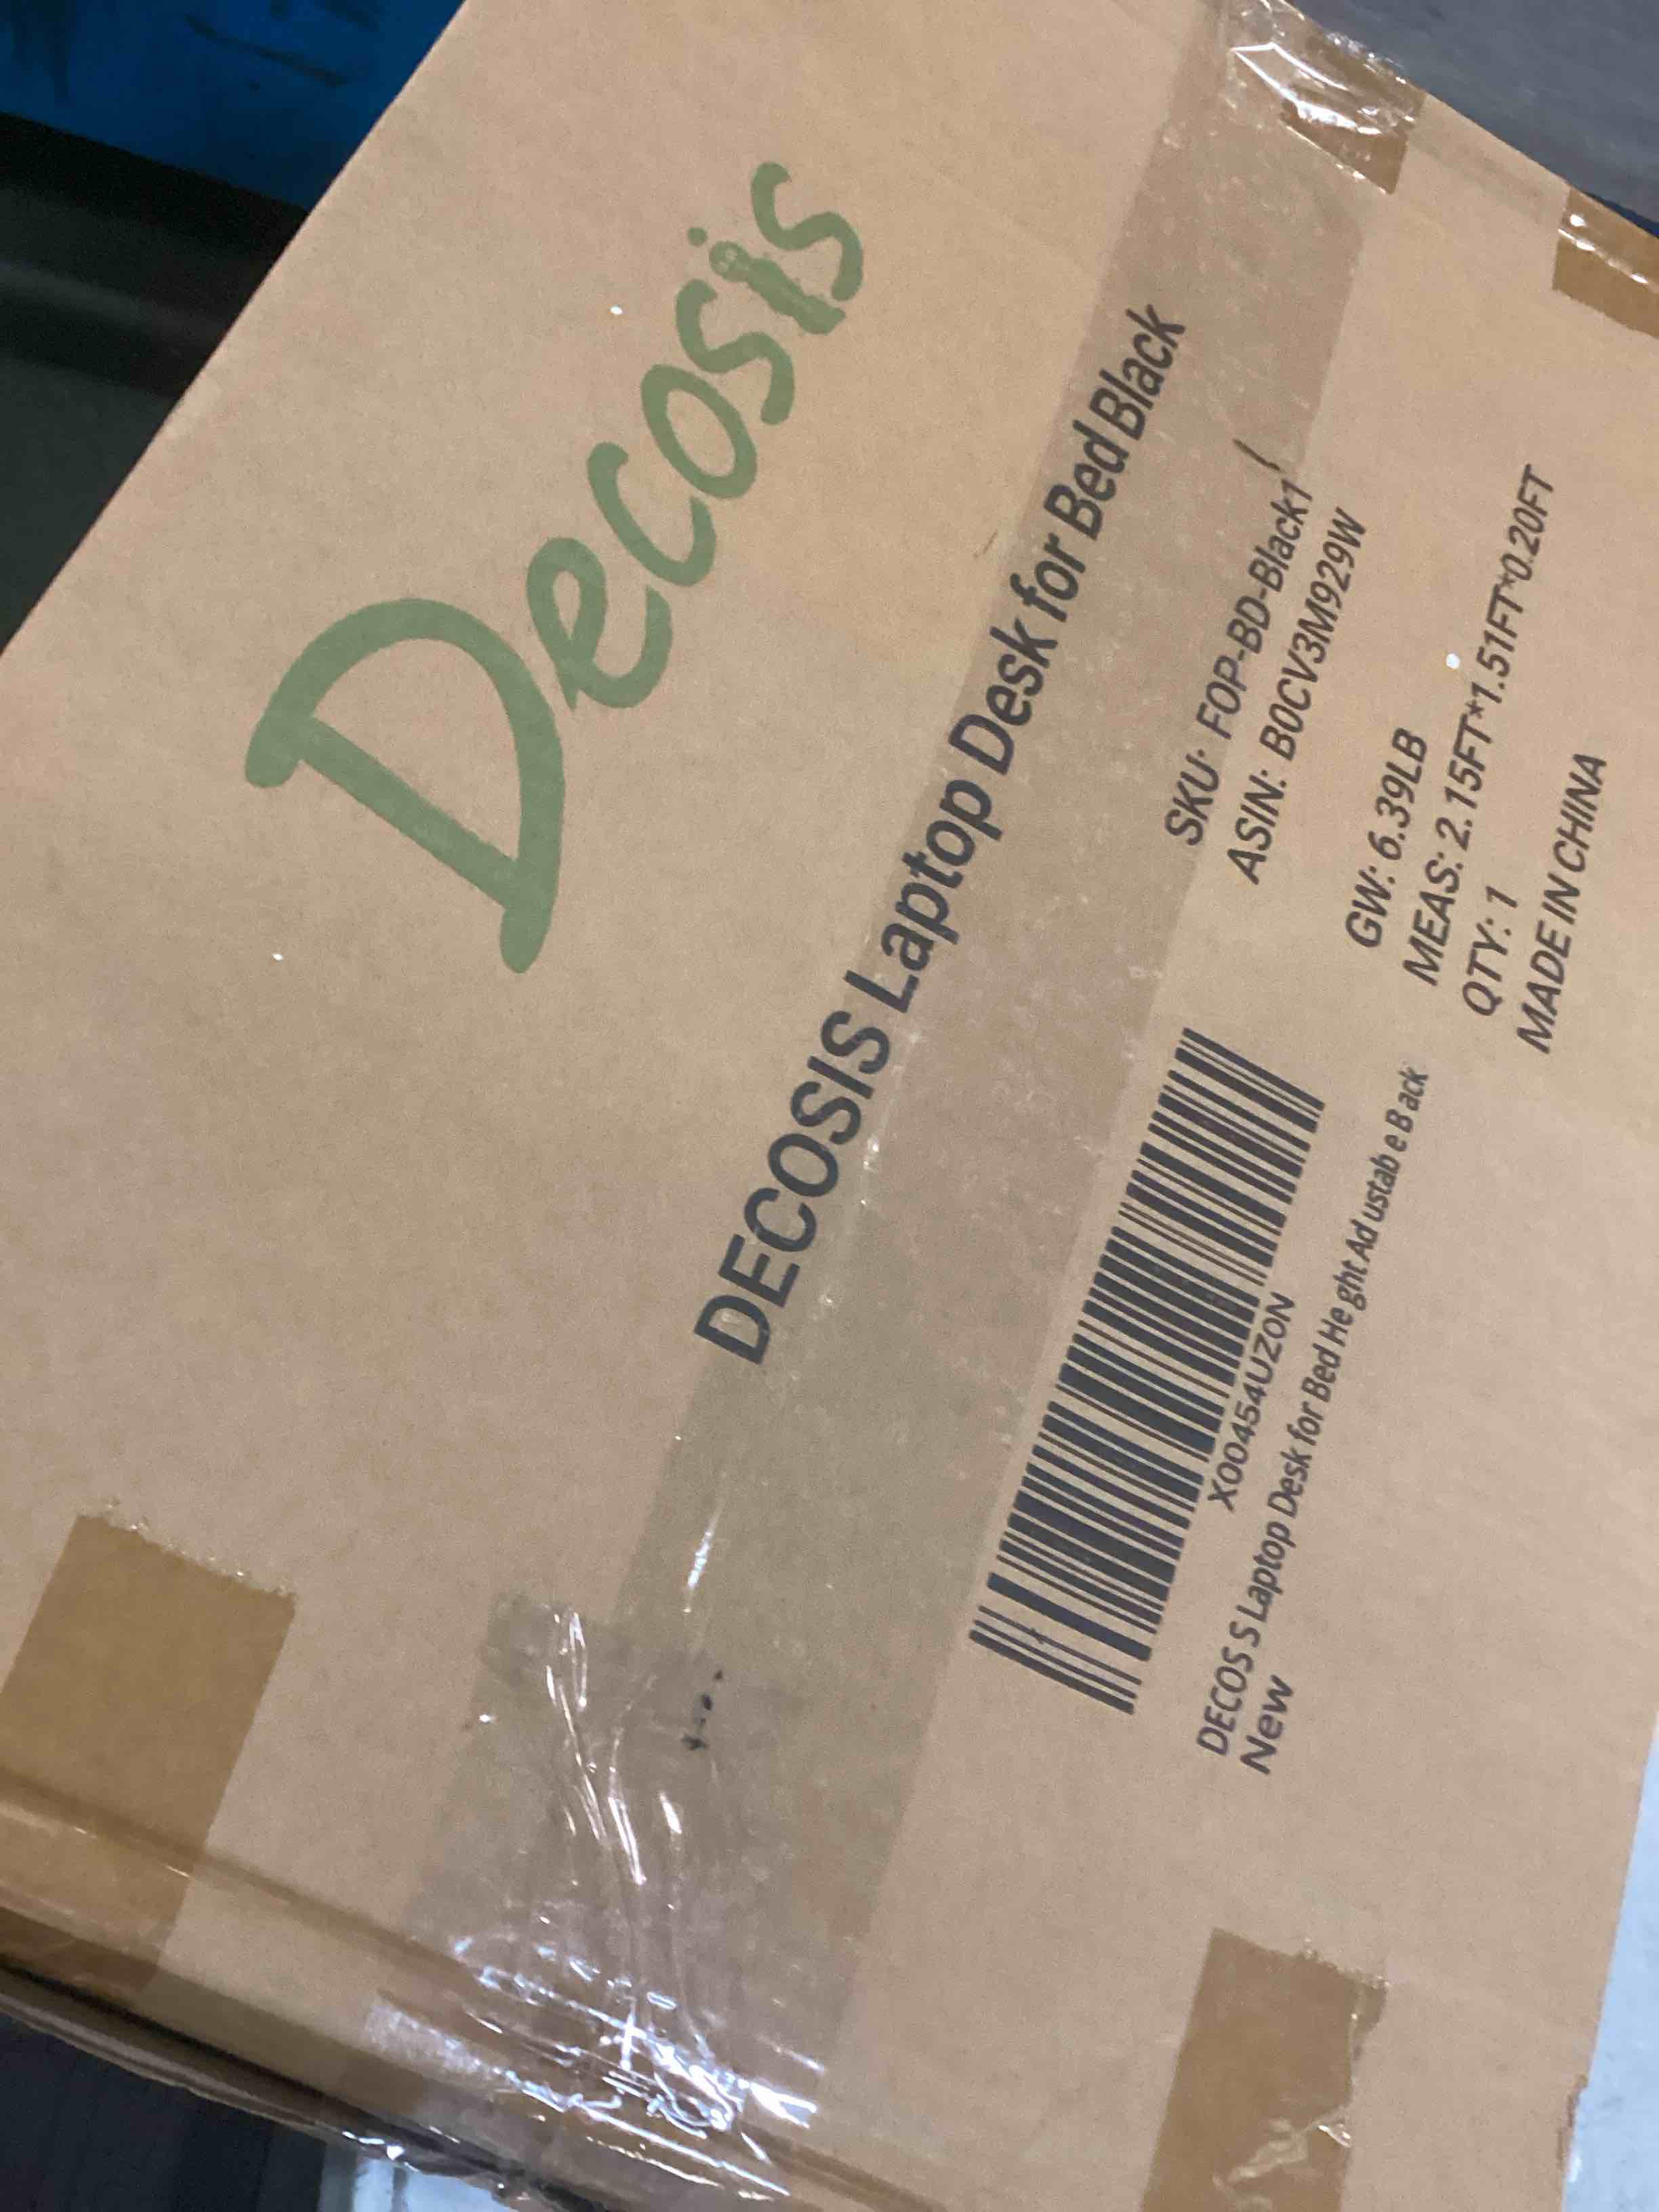 Decosis
DECOSIS Laptop Desk for Bed Black
SKU: FOP-BD-Black1
ASIN: B0CV3M929W
GW: 6.39LB
MEAS: 2.15FT*1.51FT*0.20FT
QTY: 1
MADE IN CHINA
X00454UZ0N
DECOS S Laptop Desk for Bed He ght Ad ustab e B ack
New